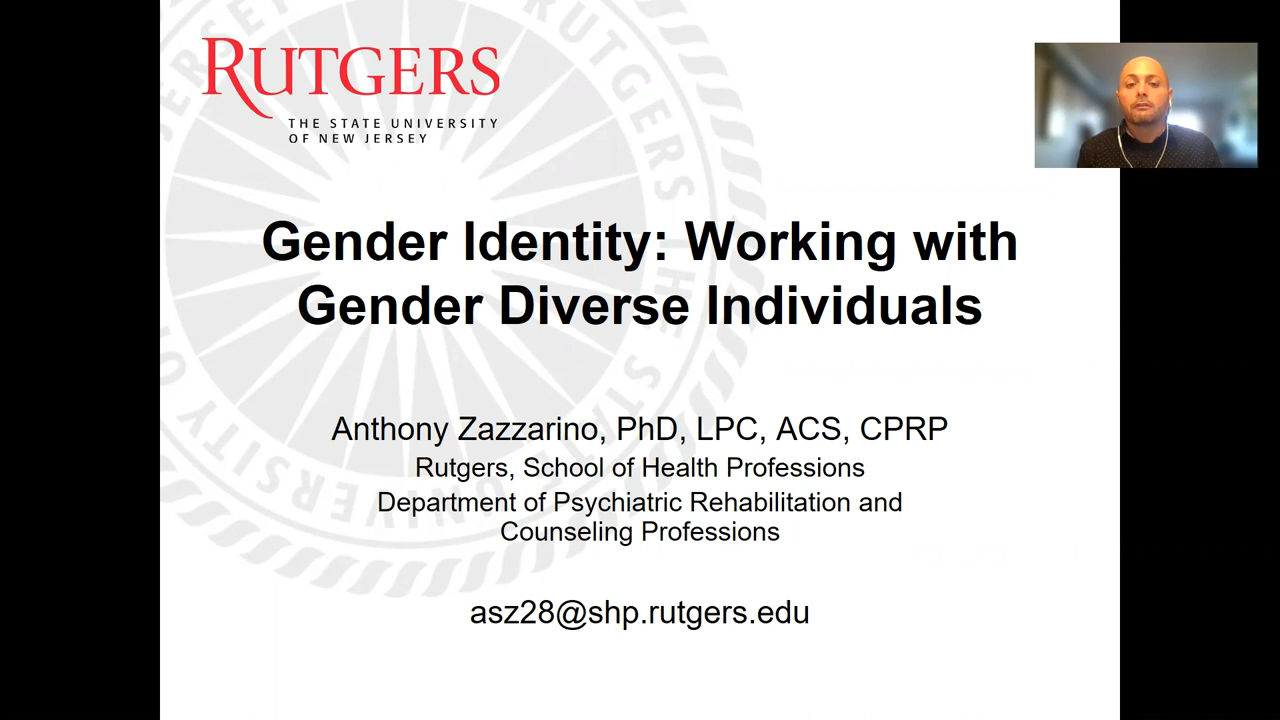 RUTGERS
THE STATE UNIVERSITY
OF NEW JERSEY
Gender Identity: Working with
Gender Diverse Individuals
Anthony Zazzarino, PhD, LPC, ACS, CPRP
Rutgers, School of Health Professions
Department of Psychiatric Rehabilitation and
Counseling Professions
asz28@shp.rutgers.edu